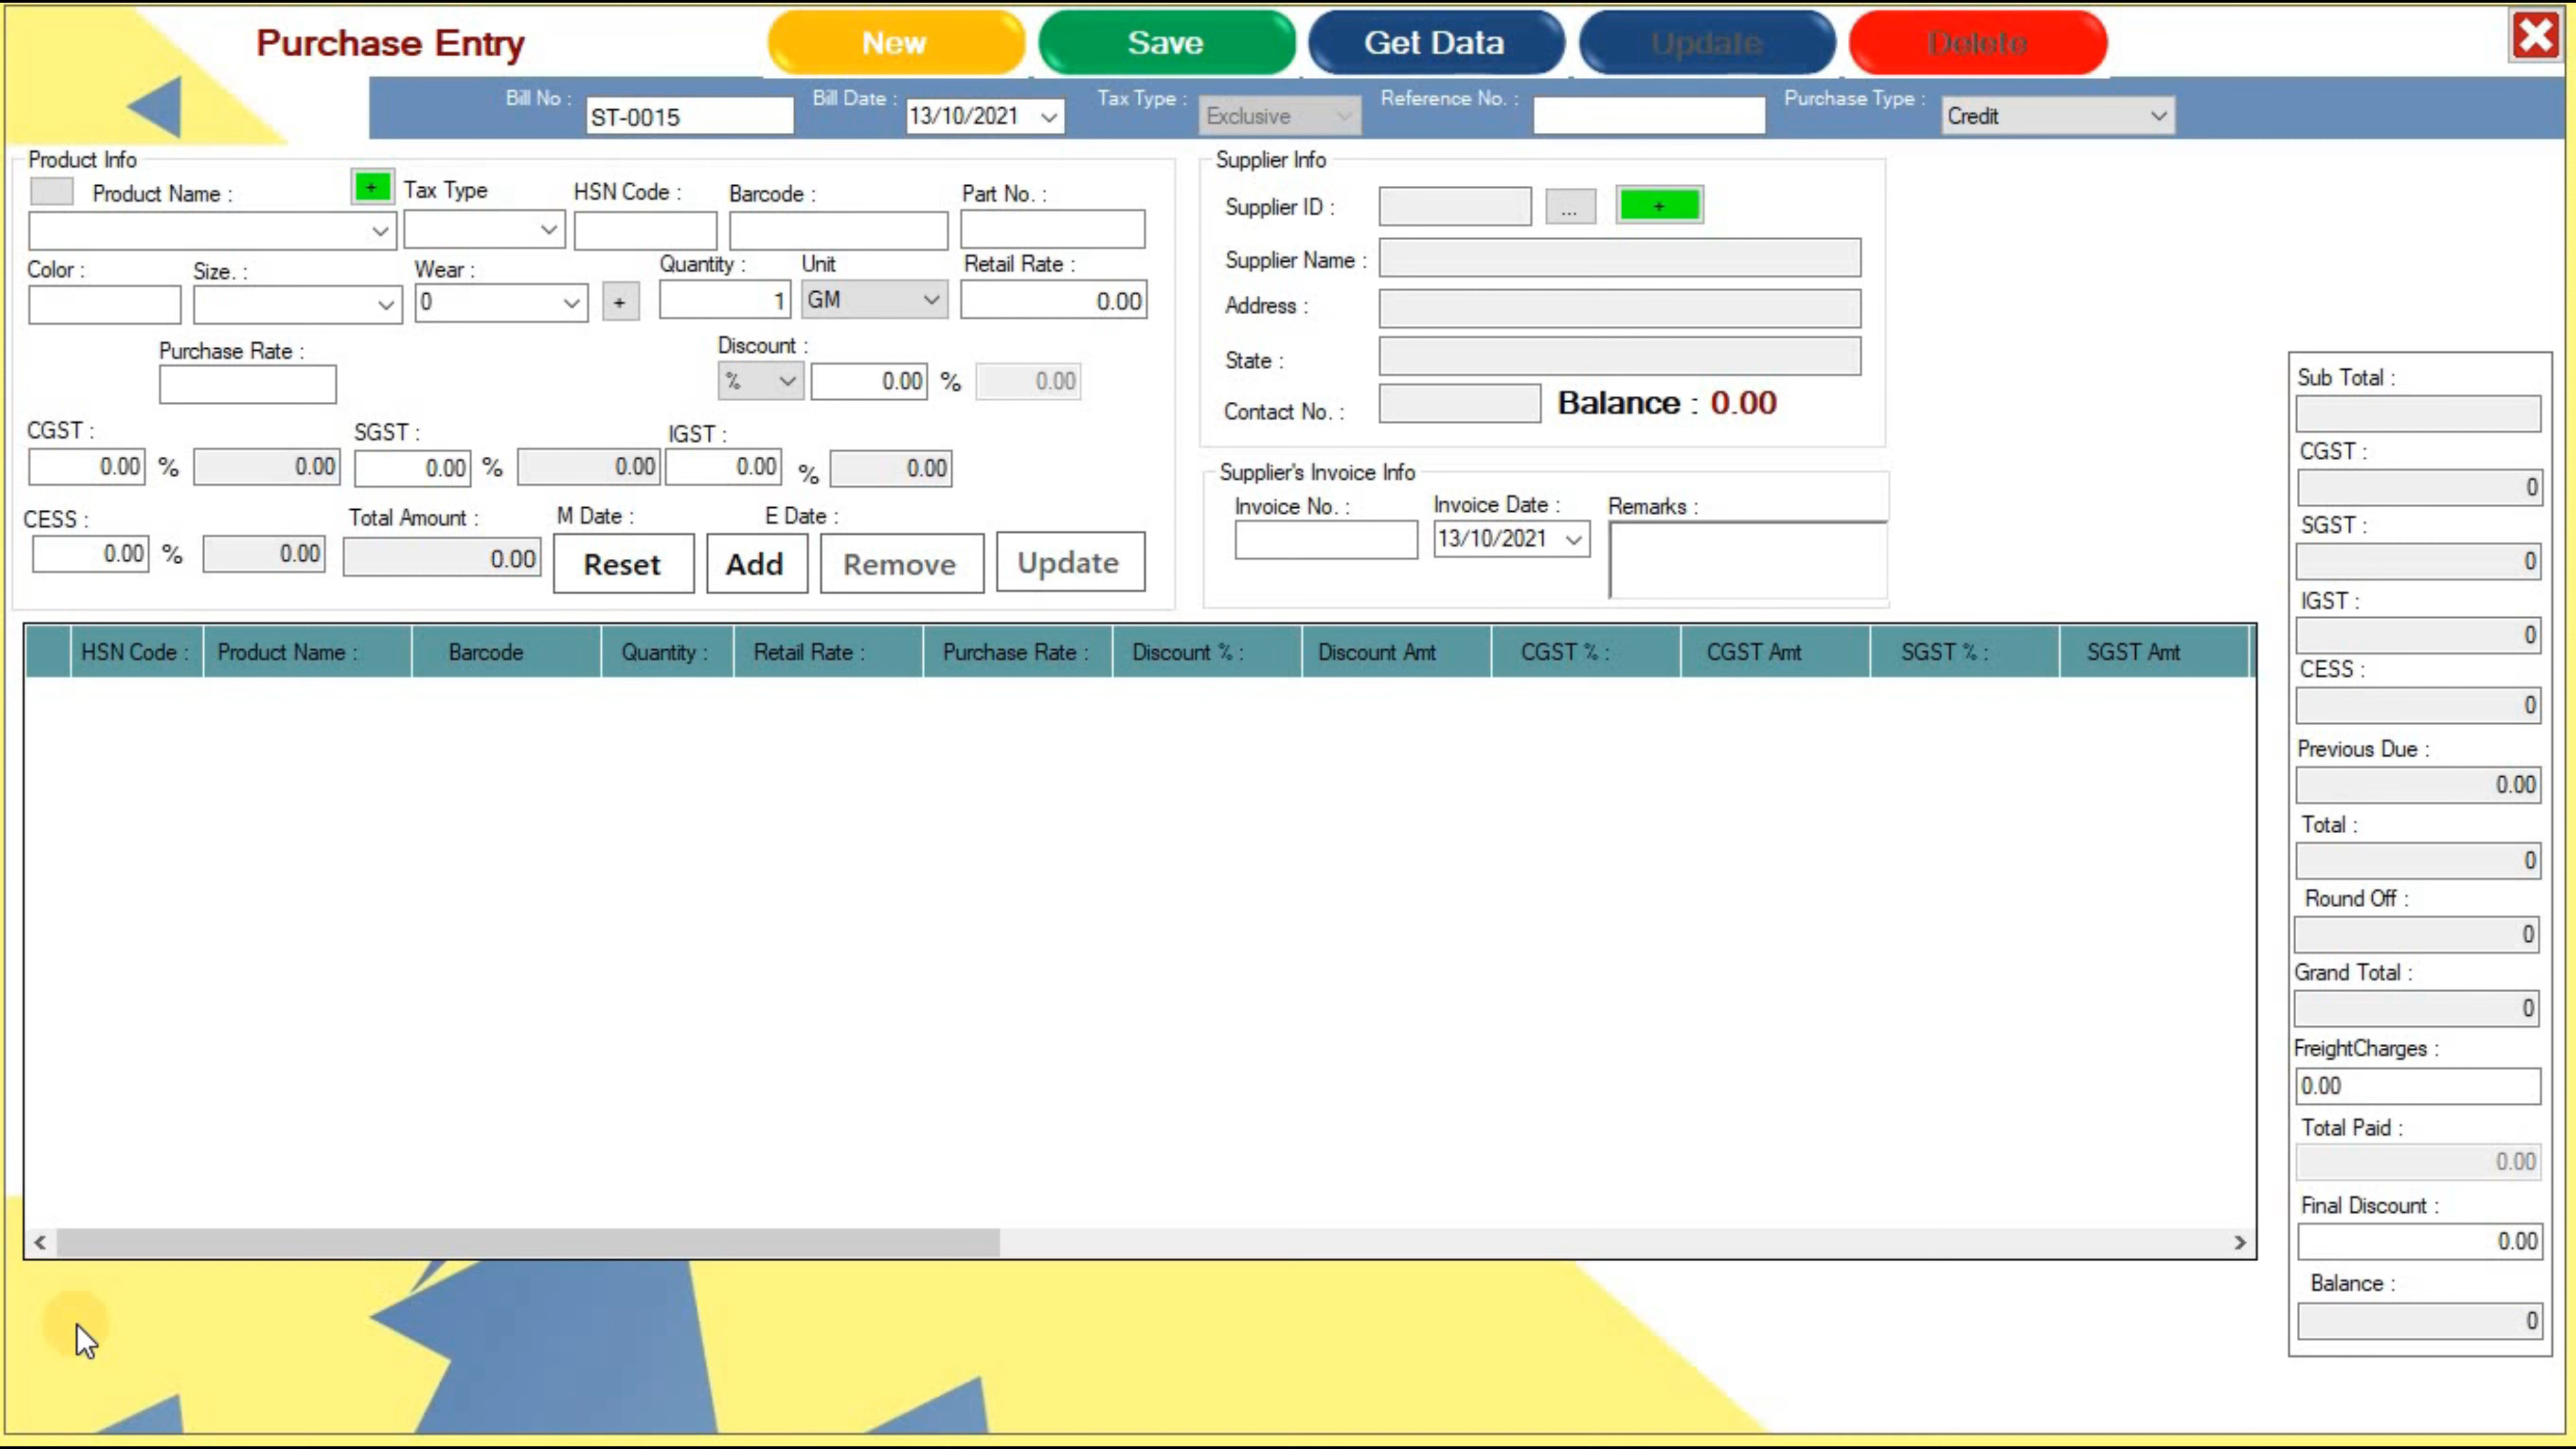 Purchase Entry
New
Save
Get Data
Update
Delete
Bill No :
ST-0015
Bill Date :
13/10/2021
Tax Type :
Exclusive
Reference No. :
Purchase Type :
Credit
Product Info
Product Name :
+
Tax Type
HSN Code :
Barcode :
Part No. :
Color :
Size. :
Wear :
0
+
Quantity :
1
Unit
GM
Retail Rate :
0.00
Purchase Rate :
Discount :
%
0.00 %
0.00
CGST :
0.00 %
0.00
SGST :
0.00 %
0.00
IGST :
0.00 %
0.00
CESS :
0.00 %
0.00
Total Amount :
0.00
M Date :
E Date :
Reset
Add
Remove
Update
Supplier Info
Supplier ID :
...
+
Supplier Name :
Address :
State :
Contact No. :
Balance : 0.00
Supplier's Invoice Info
Invoice No. :
Invoice Date :
13/10/2021
Remarks :
HSN Code : Product Name : Barcode Quantity : Retail Rate : Purchase Rate : Discount % : Discount Amt CGST % : CGST Amt SGST % : SGST Amt
Sub Total :
CGST :
0
SGST :
0
IGST :
0
CESS :
0
Previous Due :
0.00
Total :
0
Round Off :
0
Grand Total :
0
FreightCharges :
0.00
Total Paid :
0.00
Final Discount :
0.00
Balance :
0